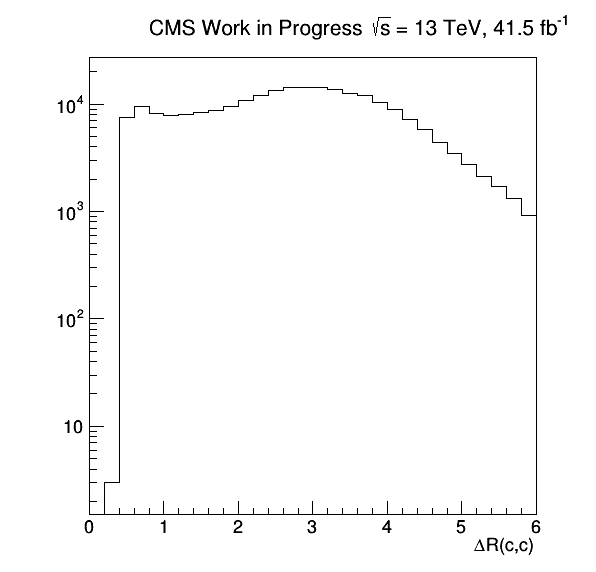 CMS Work in Progress √s = 13 TeV, 41.5 fb⁻¹
10⁴
10³
10²
10
0 1 2 3 4 5 6
ΔR(c,c)